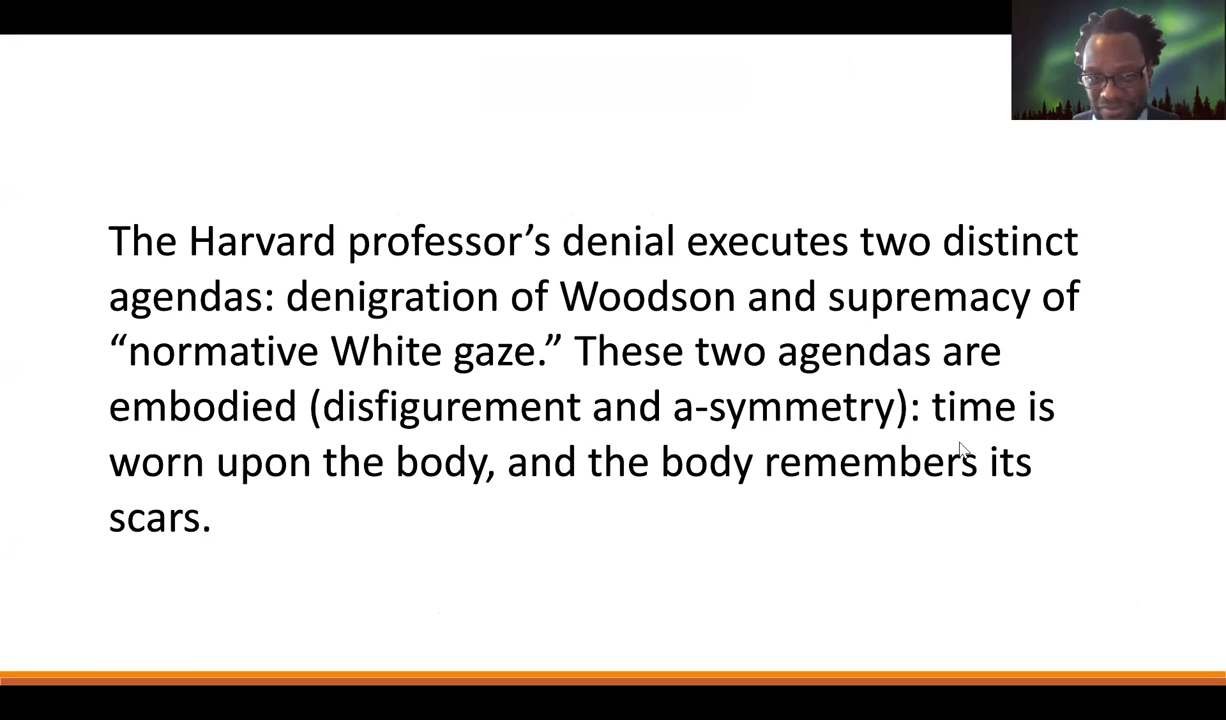 The Harvard professor’s denial executes two distinct
agendas: denigration of Woodson and supremacy of
“normative White gaze.” These two agendas are
embodied (disfigurement and a-symmetry): time is
worn upon the body, and the body remembers its
scars.